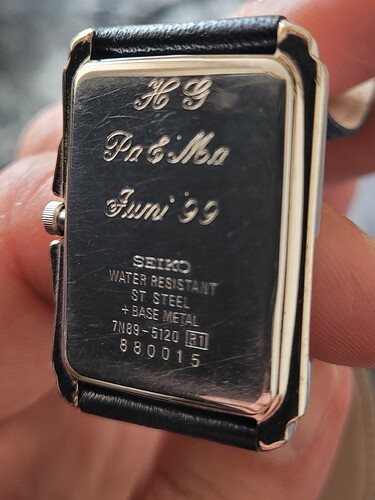 H G
Pa & Ma
Juni '99
SEIKO
WATER RESISTANT
ST. STEEL
+ BASE METAL
7N89-5120 R1
880015